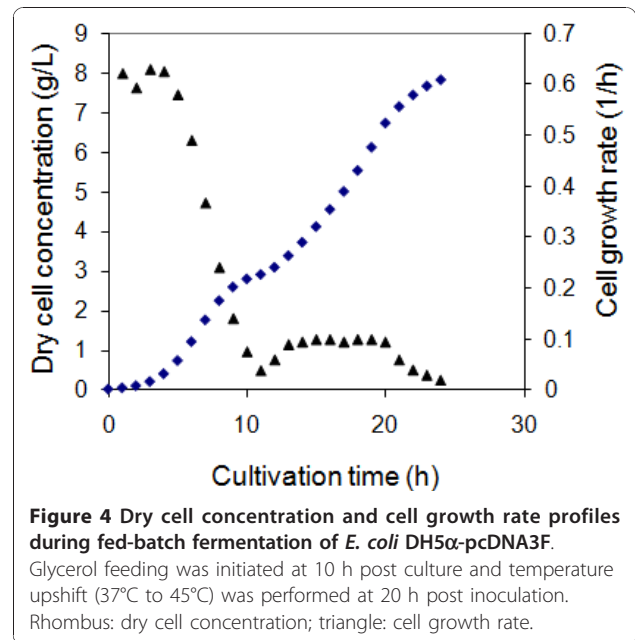 9
8
7
6
5
4
3
2
1
0
Dry cell concentration (g/L)
0.7
0.6
0.5
0.4
0.3
0.2
0.1
0
Cell growth rate (1/h)
0 10 20 30
Cultivation time (h)
Figure 4 Dry cell concentration and cell growth rate profiles
during fed-batch fermentation of E. coli DH5α-pcDNA3F.
Glycerol feeding was initiated at 10 h post culture and temperature
upshift (37°C to 45°C) was performed at 20 h post inoculation.
Rhombus: dry cell concentration; triangle: cell growth rate.